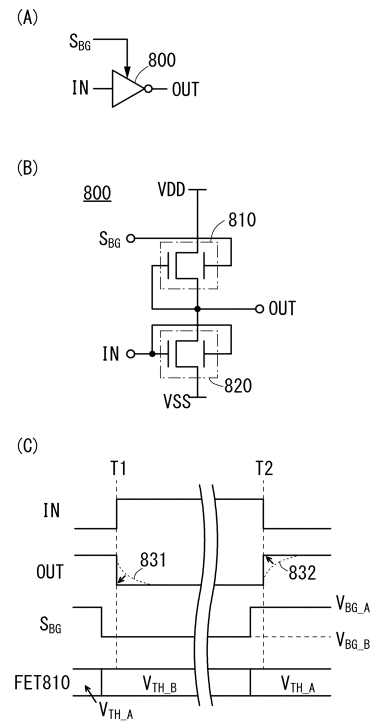 (A)
S_BG
800
IN
OUT
(B)
800
VDD
810
S_BG
OUT
IN
820
VSS
(C)
T1
T2
IN
OUT
831
832
S_BG
V_BG_A
V_BG_B
FET810
V_TH_B
V_TH_A
V_TH_A